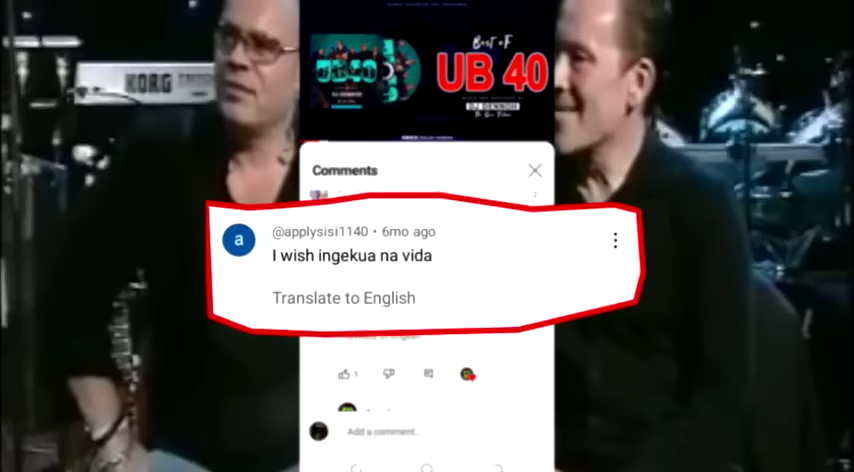 KORG
Best of
UB 40
DJ DENNOH
UB40
Comments
@applysisi1140 • 6mo ago
I wish ingekua na vida
Translate to English
1
Add a comment...